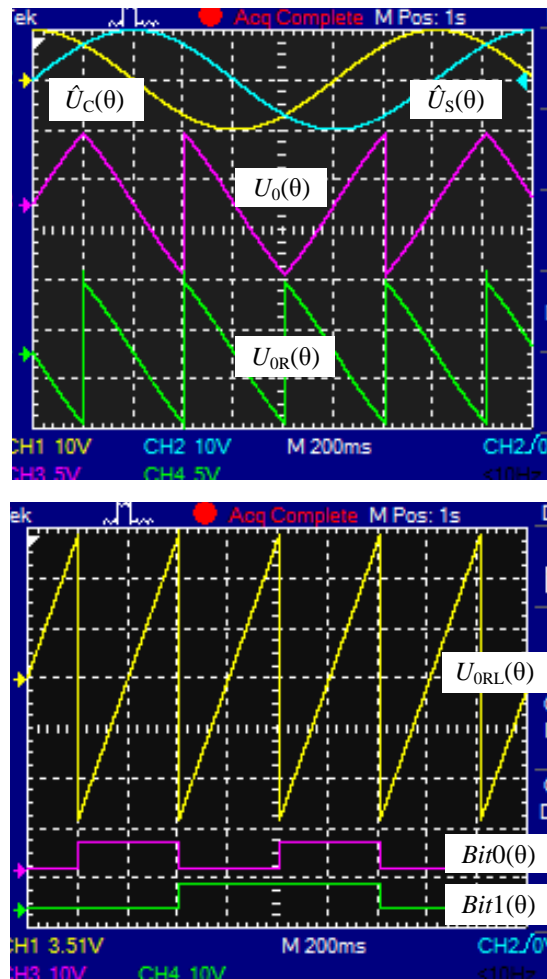 ek Acq Complete M Pos: 1s
Û_C(θ) Û_S(θ)
U_0(θ)
U_0R(θ)
CH1 10V CH2 10V M 200ms CH2
CH3 5V CH4 5V <10Hz
ek Acq Complete M Pos: 1s
U_0RL(θ)
Bit0(θ)
Bit1(θ)
CH1 3.51V M 200ms CH2
CH3 10V CH4 10V <10Hz